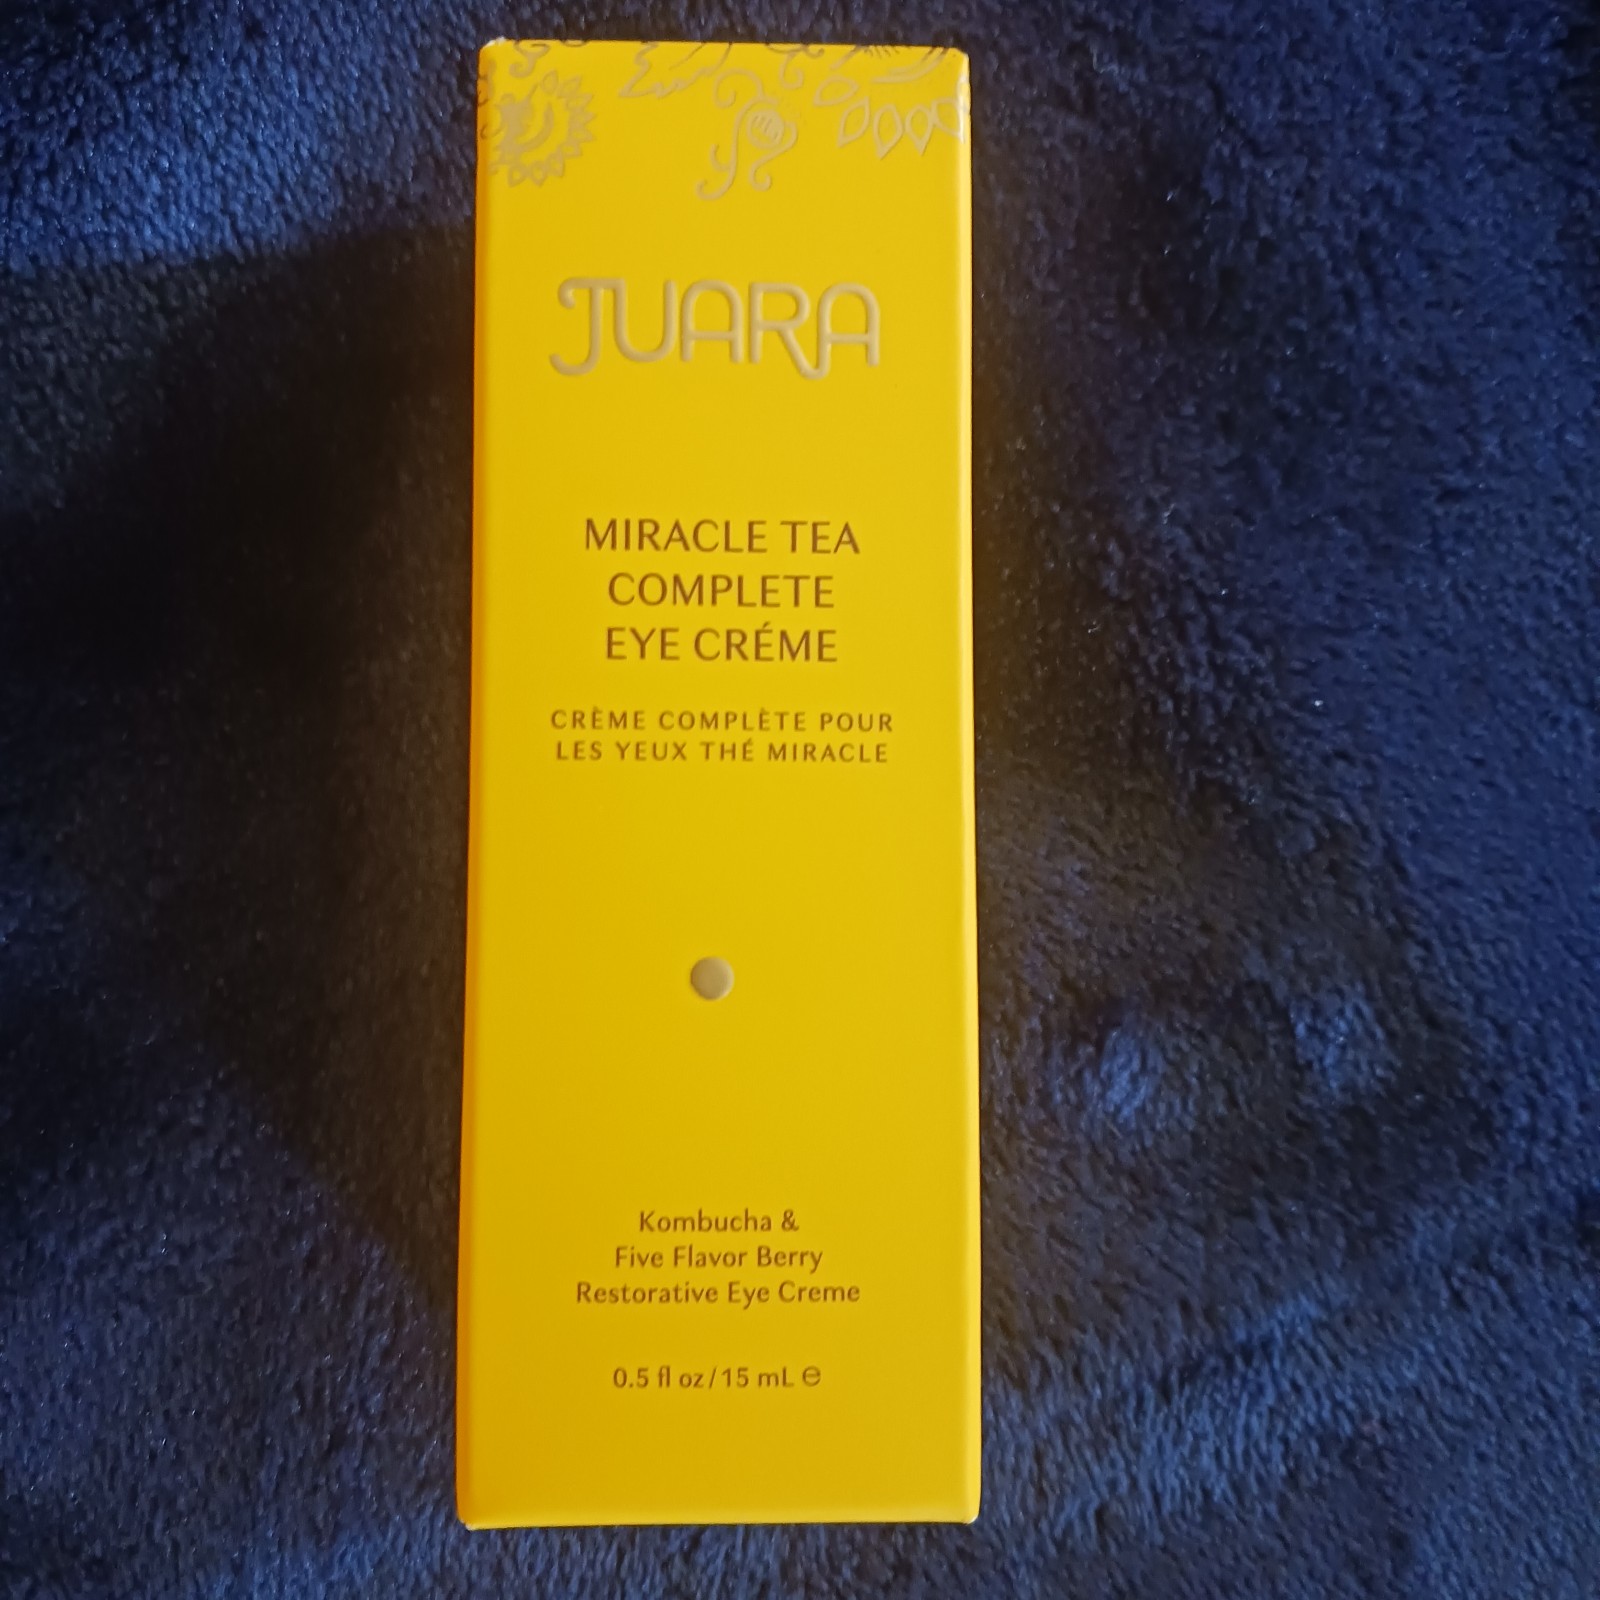 JUARA
MIRACLE TEA
COMPLETE
EYE CRÉME
CRÈME COMPLÈTE POUR
LES YEUX THÉ MIRACLE
Kombucha &
Five Flavor Berry
Restorative Eye Creme
0.5 fl oz/15 mL ℮